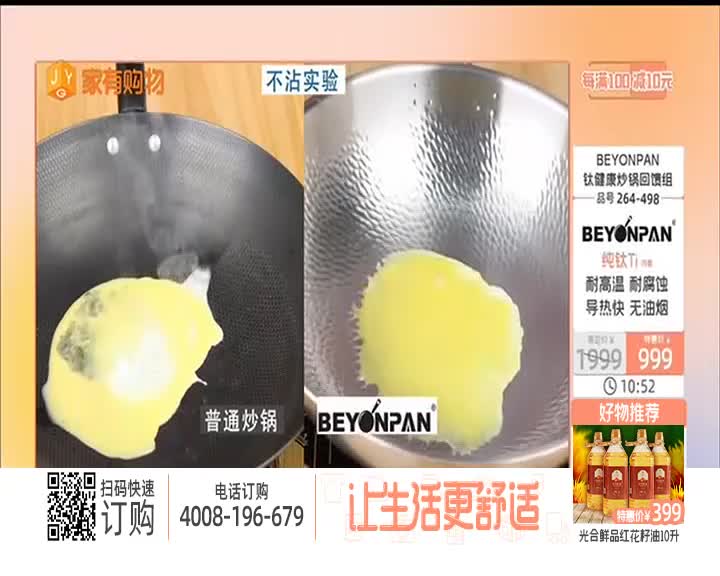 JYG 家有购物
不沾实验
每满100 减10元
BEYONPAN
钛健康炒锅回馈组
品号 264-498
BEYONPAN®
纯钛Ti
耐高温 耐腐蚀
导热快 无油烟
1999
特惠价¥
999
10:52
普通炒锅
BEYONPAN®
好物推荐
特惠价¥399
光合鲜品红花籽油10升
扫码快速
订购
电话订购
4008-196-679
让生活更舒适